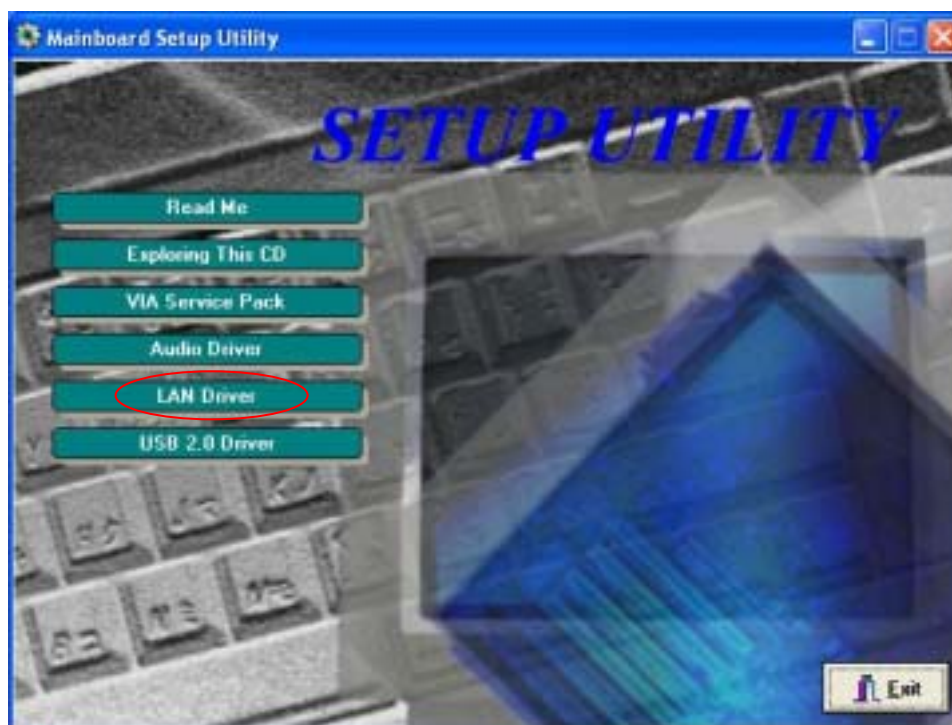 Mainboard Setup Utility
SETUP UTILITY
Read Me
Exploring This CD
VIA Service Pack
Audio Driver
LAN Driver
USB 2.0 Driver
Exit